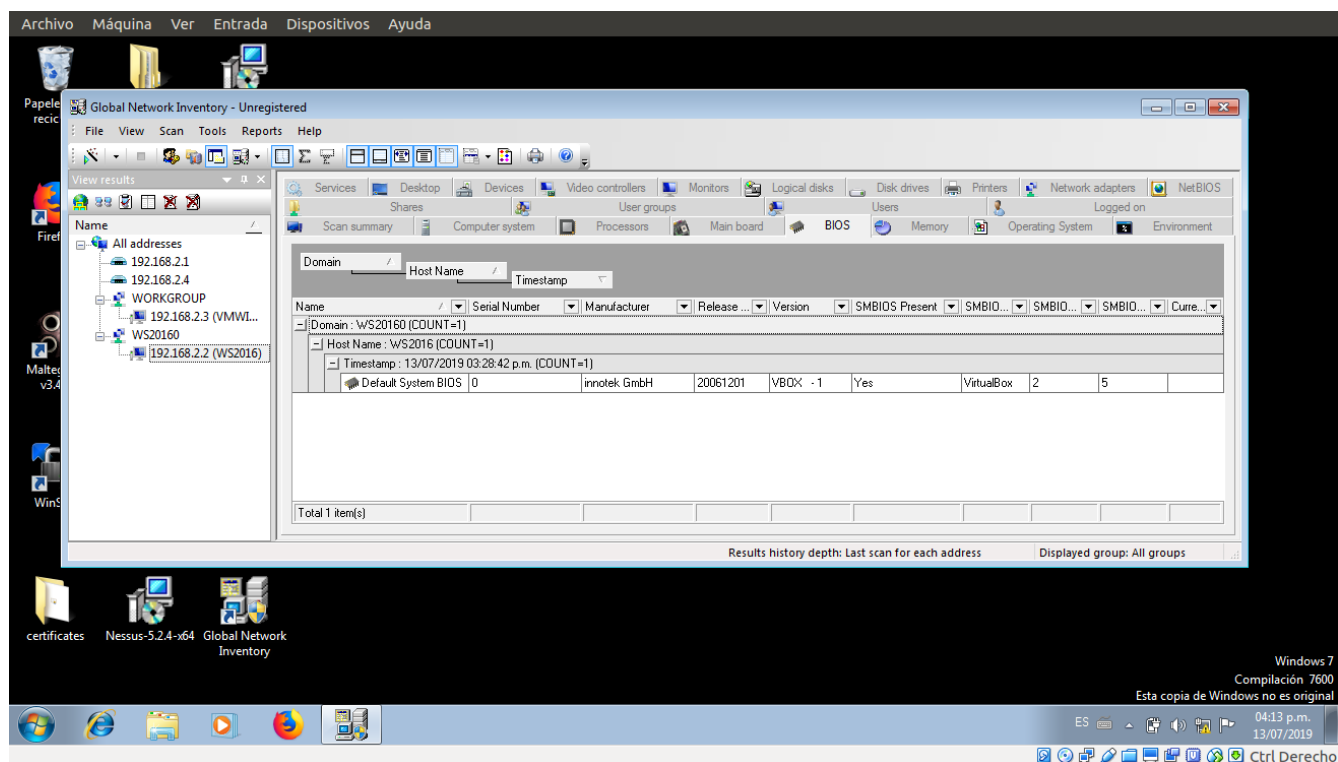 Archivo Máquina Ver Entrada Dispositivos Ayuda
Papele
recic
Global Network Inventory - Unregistered
File View Scan Tools Reports Help
View results
Name
All addresses
192.168.2.1
192.168.2.4
WORKGROUP
192.168.2.3 (VMWI...
WS20160
192.168.2.2 (WS2016)
Services Desktop Devices Video controllers Monitors Logical disks Disk drives Printers Network adapters NetBIOS
Shares User groups Users Logged on
Scan summary Computer system Processors Main board BIOS Memory Operating System Environment
Domain
Host Name
Timestamp
Name Serial Number Manufacturer Release ... Version SMBIOS Present SMBIO... SMBIO... SMBIO... Curre...
Domain : WS20160 (COUNT=1)
Host Name : WS2016 (COUNT=1)
Timestamp : 13/07/2019 03:28:42 p.m. (COUNT=1)
Default System BIOS 0 innotek GmbH 20061201 VBOX - 1 Yes VirtualBox 2 5
Total 1 item(s)
Results history depth: Last scan for each address Displayed group: All groups
Firef
Malteg
v3.4
WinS
certificates
Nessus-5.2.4-x64
Global Network
Inventory
Windows 7
Compilación 7600
Esta copia de Windows no es original
ES
04:13 p.m.
13/07/2019
Ctrl Derecho